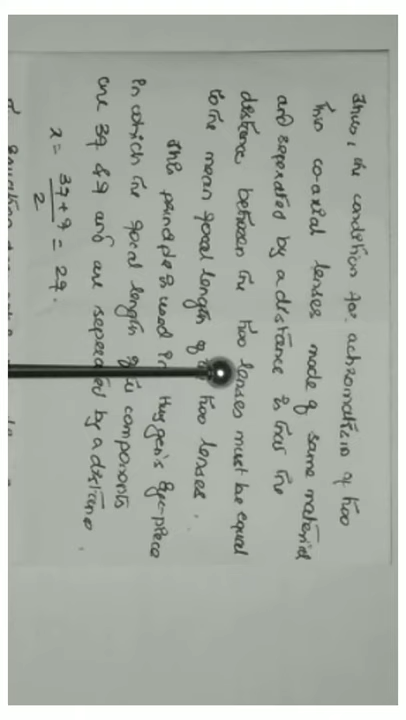 Thus, the condition for achromatism of two
two co-axial lenses made of same material
and seperated by a distance is that the
distance between the two lenses must be equal
to the mean focal length of two lenses.
This principle is used in Huygen's Eye-piece
in which the focal length of its components
are 3f & f and are seperated by a distance
x = 3f + f / 2 = 2f.